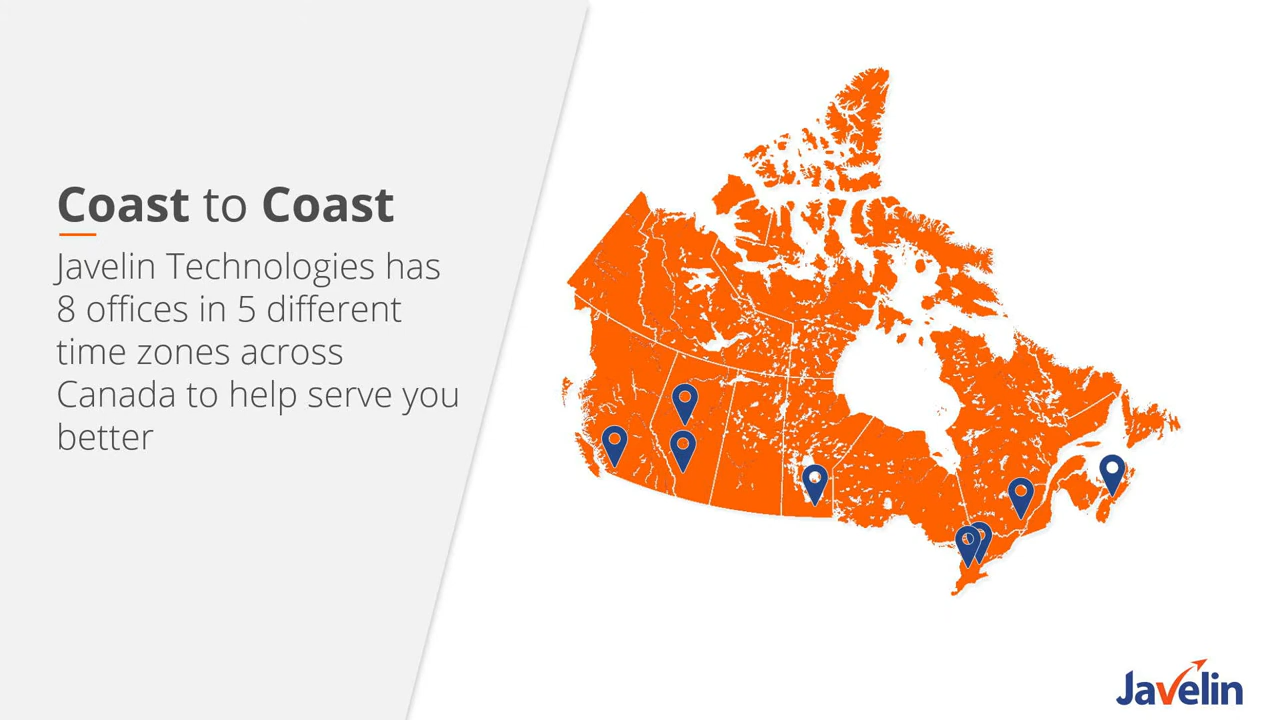 Coast to Coast
Javelin Technologies has
8 offices in 5 different
time zones across
Canada to help serve you
better
Javelin